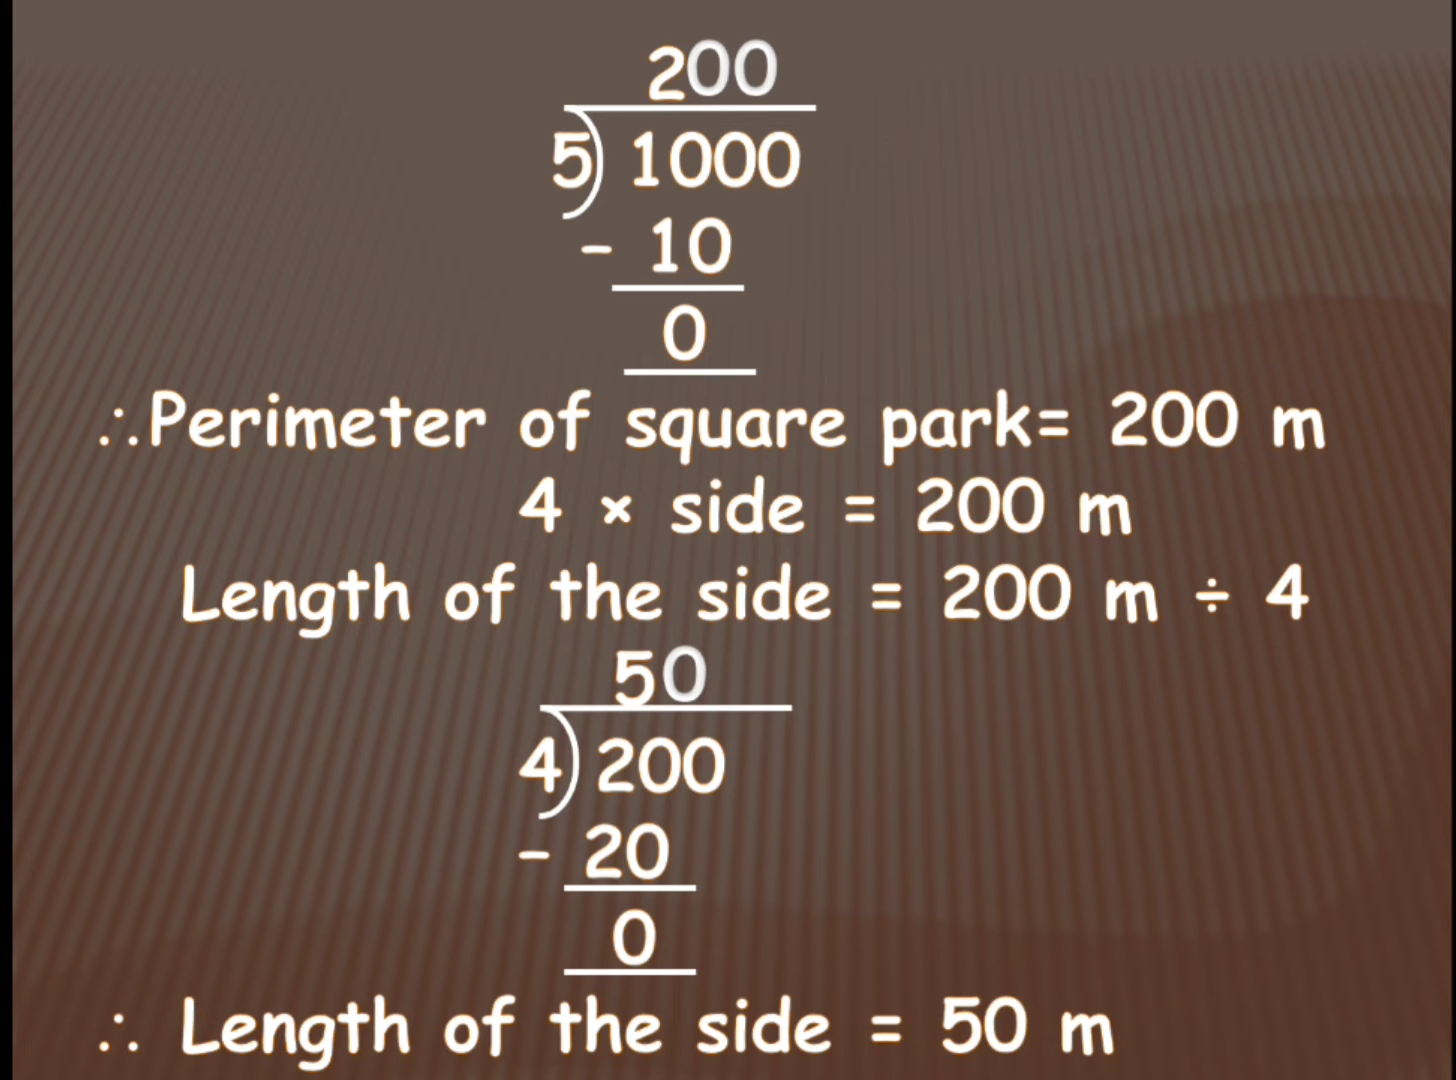 200
5) 1000
- 10
0
∴Perimeter of square park= 200 m
4 × side = 200 m
Length of the side = 200 m ÷ 4
50
4) 200
- 20
0
∴ Length of the side = 50 m